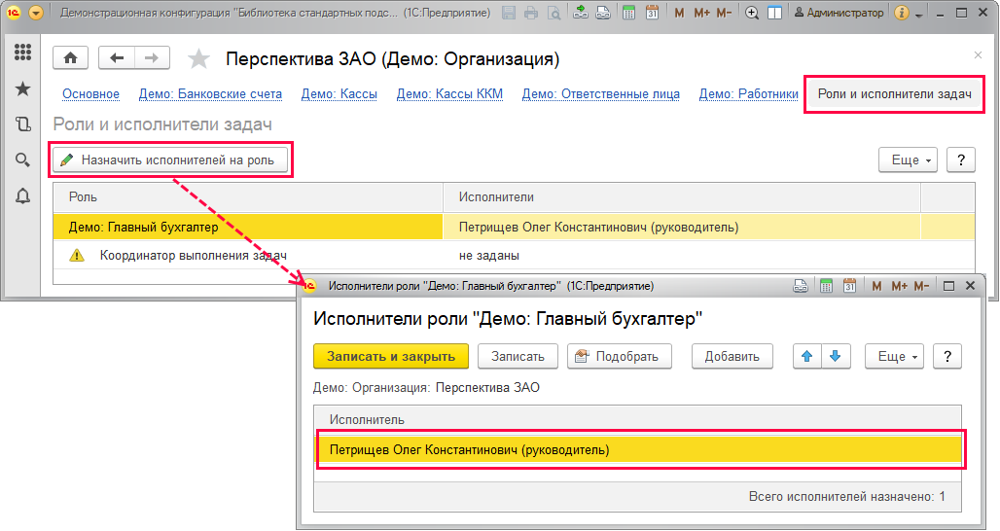 Демонстрационная конфигурация "Библиотека стандартных подс... (1С:Предприятие)
M M+ M- Администратор
Перспектива ЗАО (Демо: Организация)
Основное Демо: Банковские счета Демо: Кассы Демо: Кассы ККМ Демо: Ответственные лица Демо: Работники Роли и исполнители задач
Роли и исполнители задач
Назначить исполнителей на роль Еще ?
Роль Исполнители
Демо: Главный бухгалтер Петрищев Олег Константинович (руководитель)
Координатор выполнения задач не заданы
Исполнители роли "Демо: Главный бухгалтер" (1С:Предприятие) 31 M M+ M-
Исполнители роли "Демо: Главный бухгалтер"
Записать и закрыть Записать Подобрать Добавить Еще ?
Демо: Организация: Перспектива ЗАО
Исполнитель
Петрищев Олег Константинович (руководитель)
Всего исполнителей назначено: 1